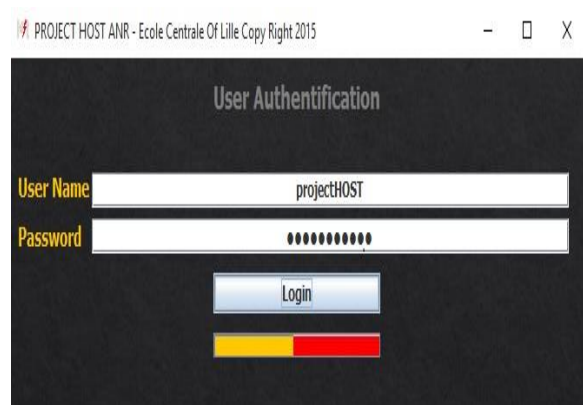 PROJECT HOST ANR - Ecole Centrale Of Lille Copy Right 2015
User Authentification
User Name projectHOST
Password ●●●●●●●●●●●
Login